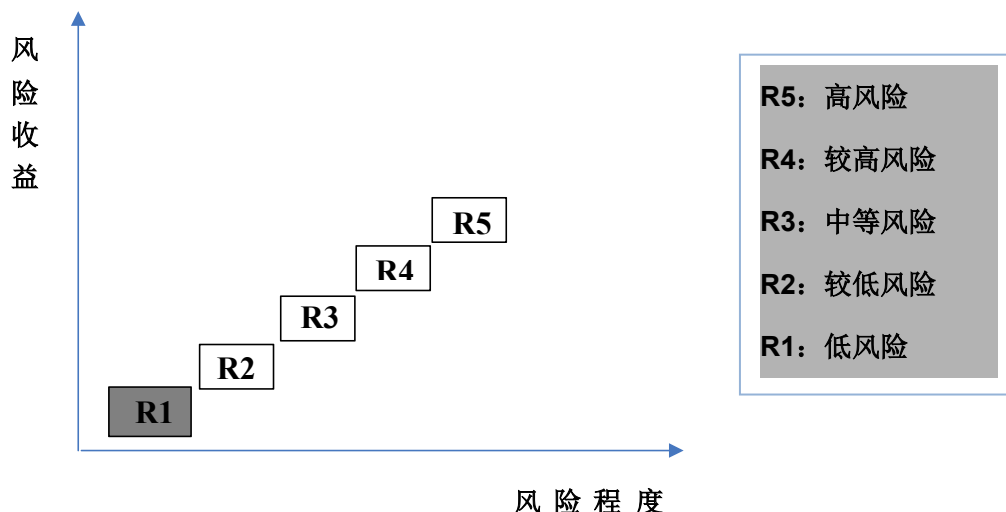 风
险
收
益
R5
R4
R3
R2
R1
风 险 程 度
R5：高风险
R4：较高风险
R3：中等风险
R2：较低风险
R1：低风险